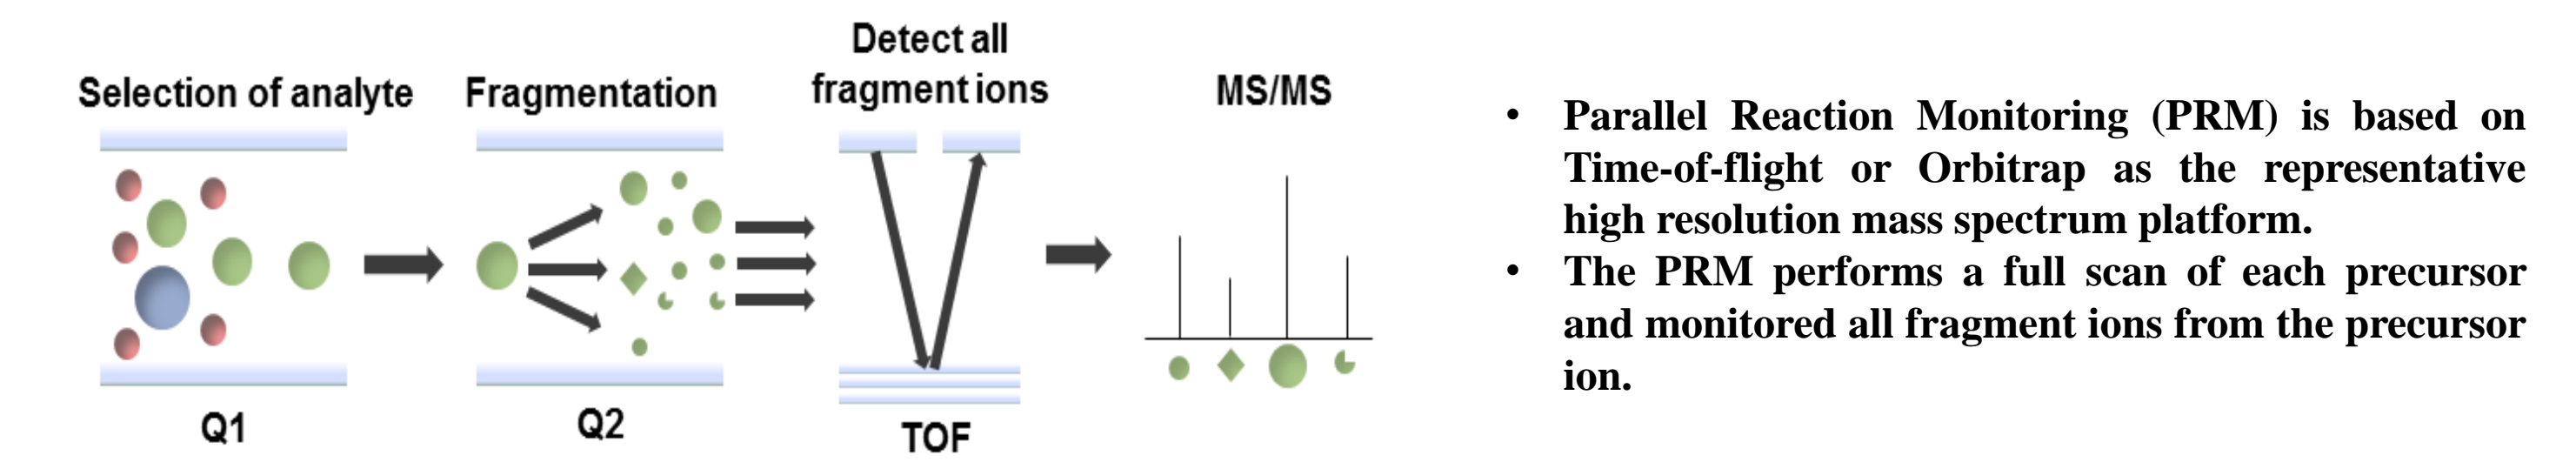 Selection of analyte
Fragmentation
Detect all
fragment ions
MS/MS
Q1
Q2
TOF
• Parallel Reaction Monitoring (PRM) is based on
Time-of-flight or Orbitrap as the representative
high resolution mass spectrum platform.
• The PRM performs a full scan of each precursor
and monitored all fragment ions from the precursor
ion.